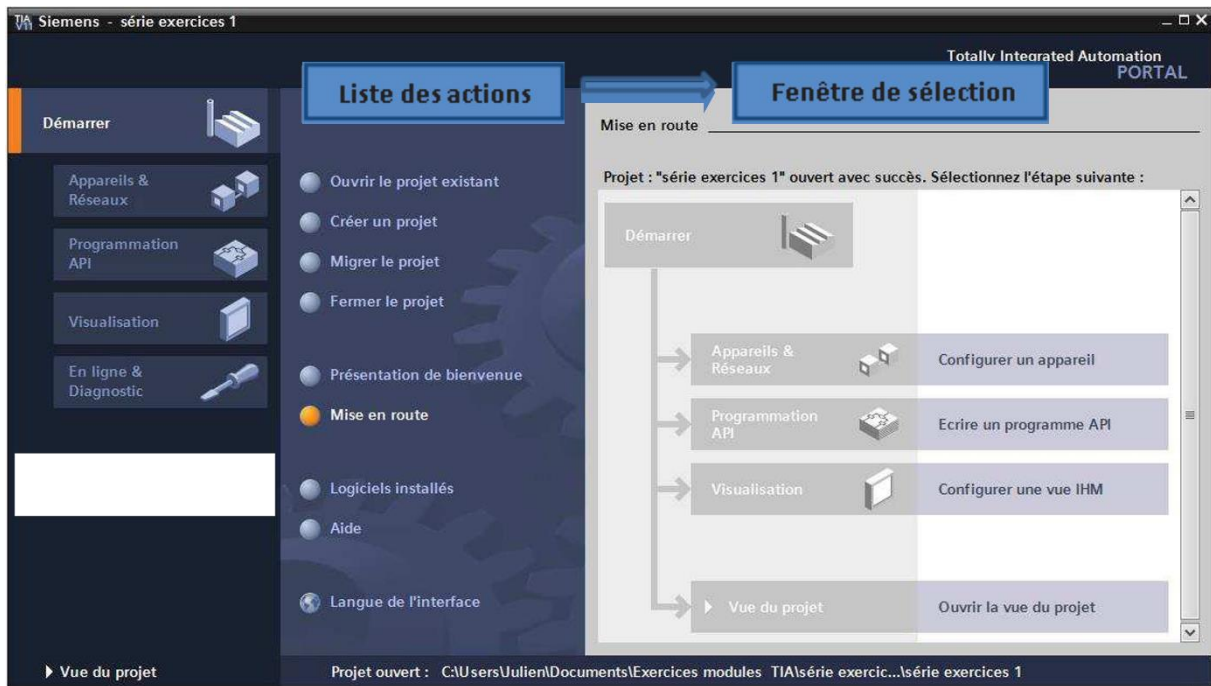 TIA V11 Siemens - série exercices 1
Totally Integrated Automation
PORTAL
Liste des actions
Fenêtre de sélection
Démarrer
Appareils &
Réseaux
Programmation
API
Visualisation
En ligne &
Diagnostic
Vue du projet
Ouvrir le projet existant
Créer un projet
Migrer le projet
Fermer le projet
Présentation de bienvenue
Mise en route
Logiciels installés
Aide
Langue de l'interface
Mise en route
Projet : "série exercices 1" ouvert avec succès. Sélectionnez l'étape suivante :
Démarrer
Appareils &
Réseaux
Configurer un appareil
Programmation
API
Ecrire un programme API
Visualisation
Configurer une vue IHM
Vue du projet
Ouvrir la vue du projet
Projet ouvert : C:\Users\Julien\Documents\Exercices modules TIA\série exercic...\série exercices 1